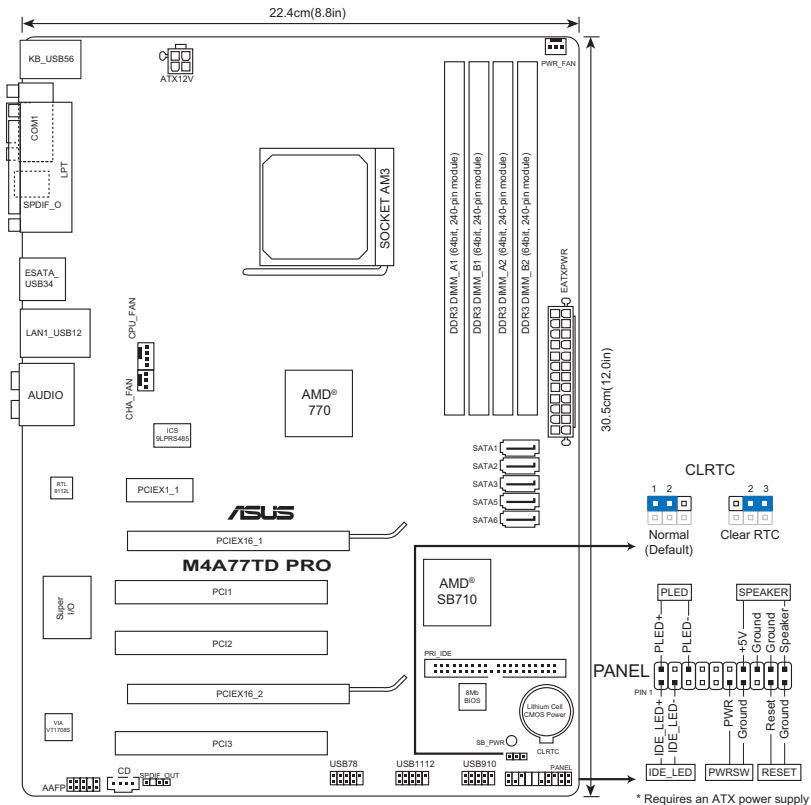 22.4cm(8.8in)
KB_USB56
ATX12V
PWR_FAN
COM1
LPT
SPDIF_O
SOCKET AM3
DDR3 DIMM_A1 (64bit, 240-pin module)
DDR3 DIMM_B1 (64bit, 240-pin module)
DDR3 DIMM_A2 (64bit, 240-pin module)
DDR3 DIMM_B2 (64bit, 240-pin module)
EATXPWR
30.5cm(12.0in)
ESATA_
USB34
LAN1_USB12
CPU_FAN
CHA_FAN
AUDIO
AMD®
770
ICS
9LPRS485
SATA1
SATA2
SATA3
SATA5
SATA6
RTL
8112L
PCIEX1_1
ASUS
PCIEX16_1
M4A77TD PRO
CLRTC
1 2
2 3
Normal
(Default)
Clear RTC
Super
I/O
PCI1
AMD®
SB710
PCI2
PRI_IDE
PCIEX16_2
8Mb
BIOS
Lithium Cell
CMOS Power
VIA
VT1708S
PCI3
SB_PWR
CLRTC
AAFP
CD
SPDIF_OUT
USB78
USB1112
USB910
PANEL
PLED
SPEAKER
PLED+
PLED-
+5V
Ground
Ground
Speaker-
PANEL
PIN 1
IDE_LED+
IDE_LED-
PWR
Ground
Reset
Ground
IDE_LED
PWRSW
RESET
* Requires an ATX power supply